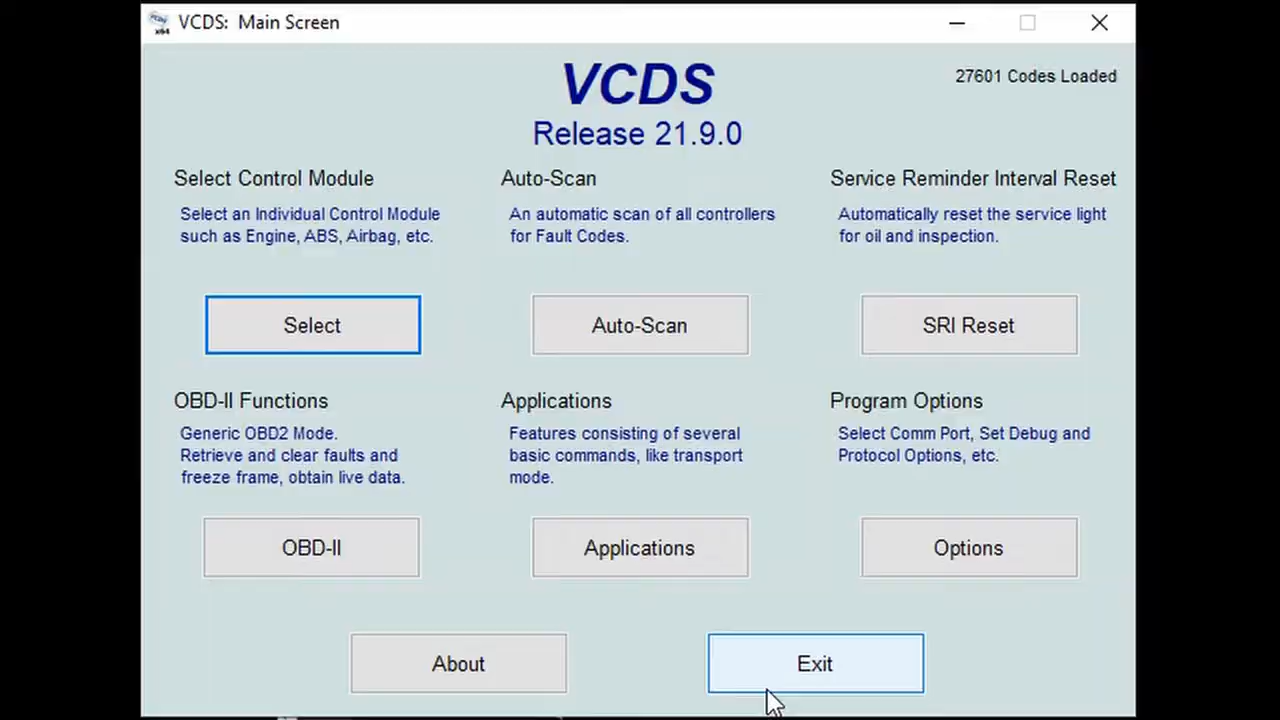 VCDS: Main Screen
VCDS
27601 Codes Loaded
Release 21.9.0
Select Control Module
Select an Individual Control Module
such as Engine, ABS, Airbag, etc.
Select
Auto-Scan
An automatic scan of all controllers
for Fault Codes.
Auto-Scan
Service Reminder Interval Reset
Automatically reset the service light
for oil and inspection.
SRI Reset
OBD-II Functions
Generic OBD2 Mode.
Retrieve and clear faults and
freeze frame, obtain live data.
OBD-II
Applications
Features consisting of several
basic commands, like transport
mode.
Applications
Program Options
Select Comm Port, Set Debug and
Protocol Options, etc.
Options
About
Exit